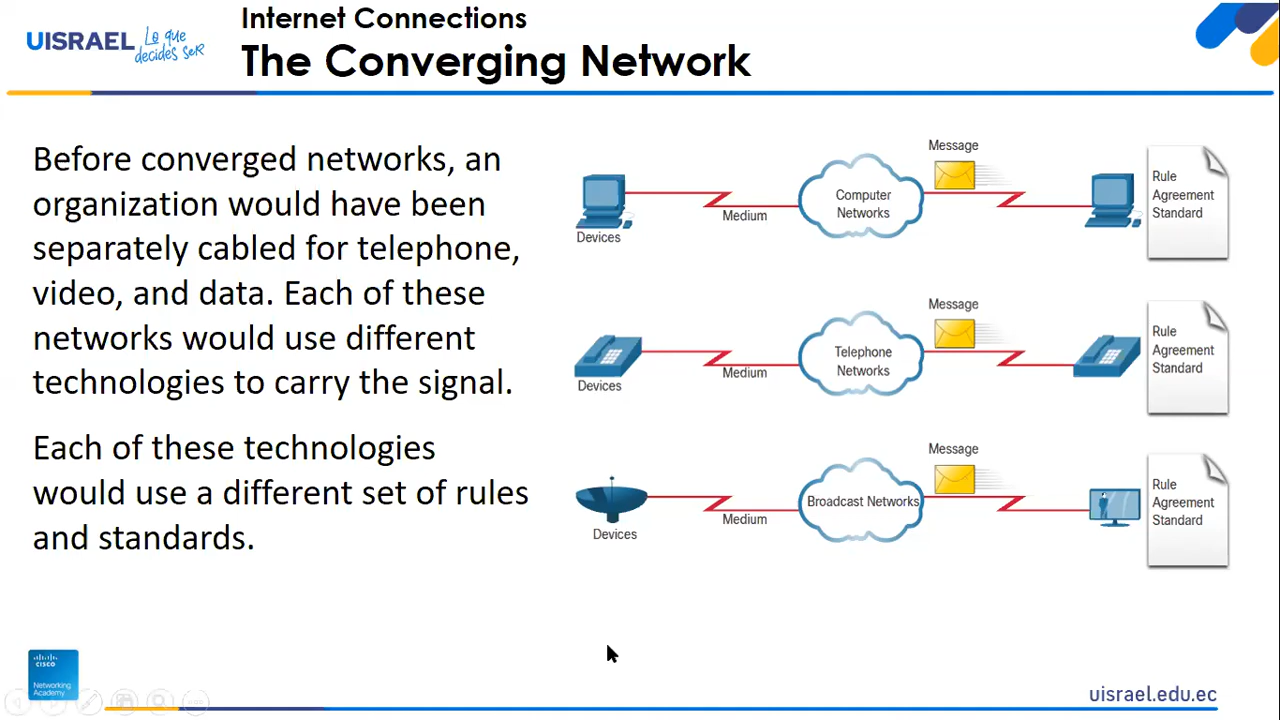 Internet Connections
UISRAEL Lo que
decides seR
The Converging Network
Before converged networks, an
organization would have been
separately cabled for telephone,
video, and data. Each of these
networks would use different
technologies to carry the signal.
Each of these technologies
would use a different set of rules
and standards.
Message
Computer
Networks
Medium
Devices
Rule
Agreement
Standard
Message
Telephone
Networks
Medium
Devices
Rule
Agreement
Standard
Message
Broadcast Networks
Medium
Devices
Rule
Agreement
Standard
CISCO
Networking
Academy
uisrael.edu.ec